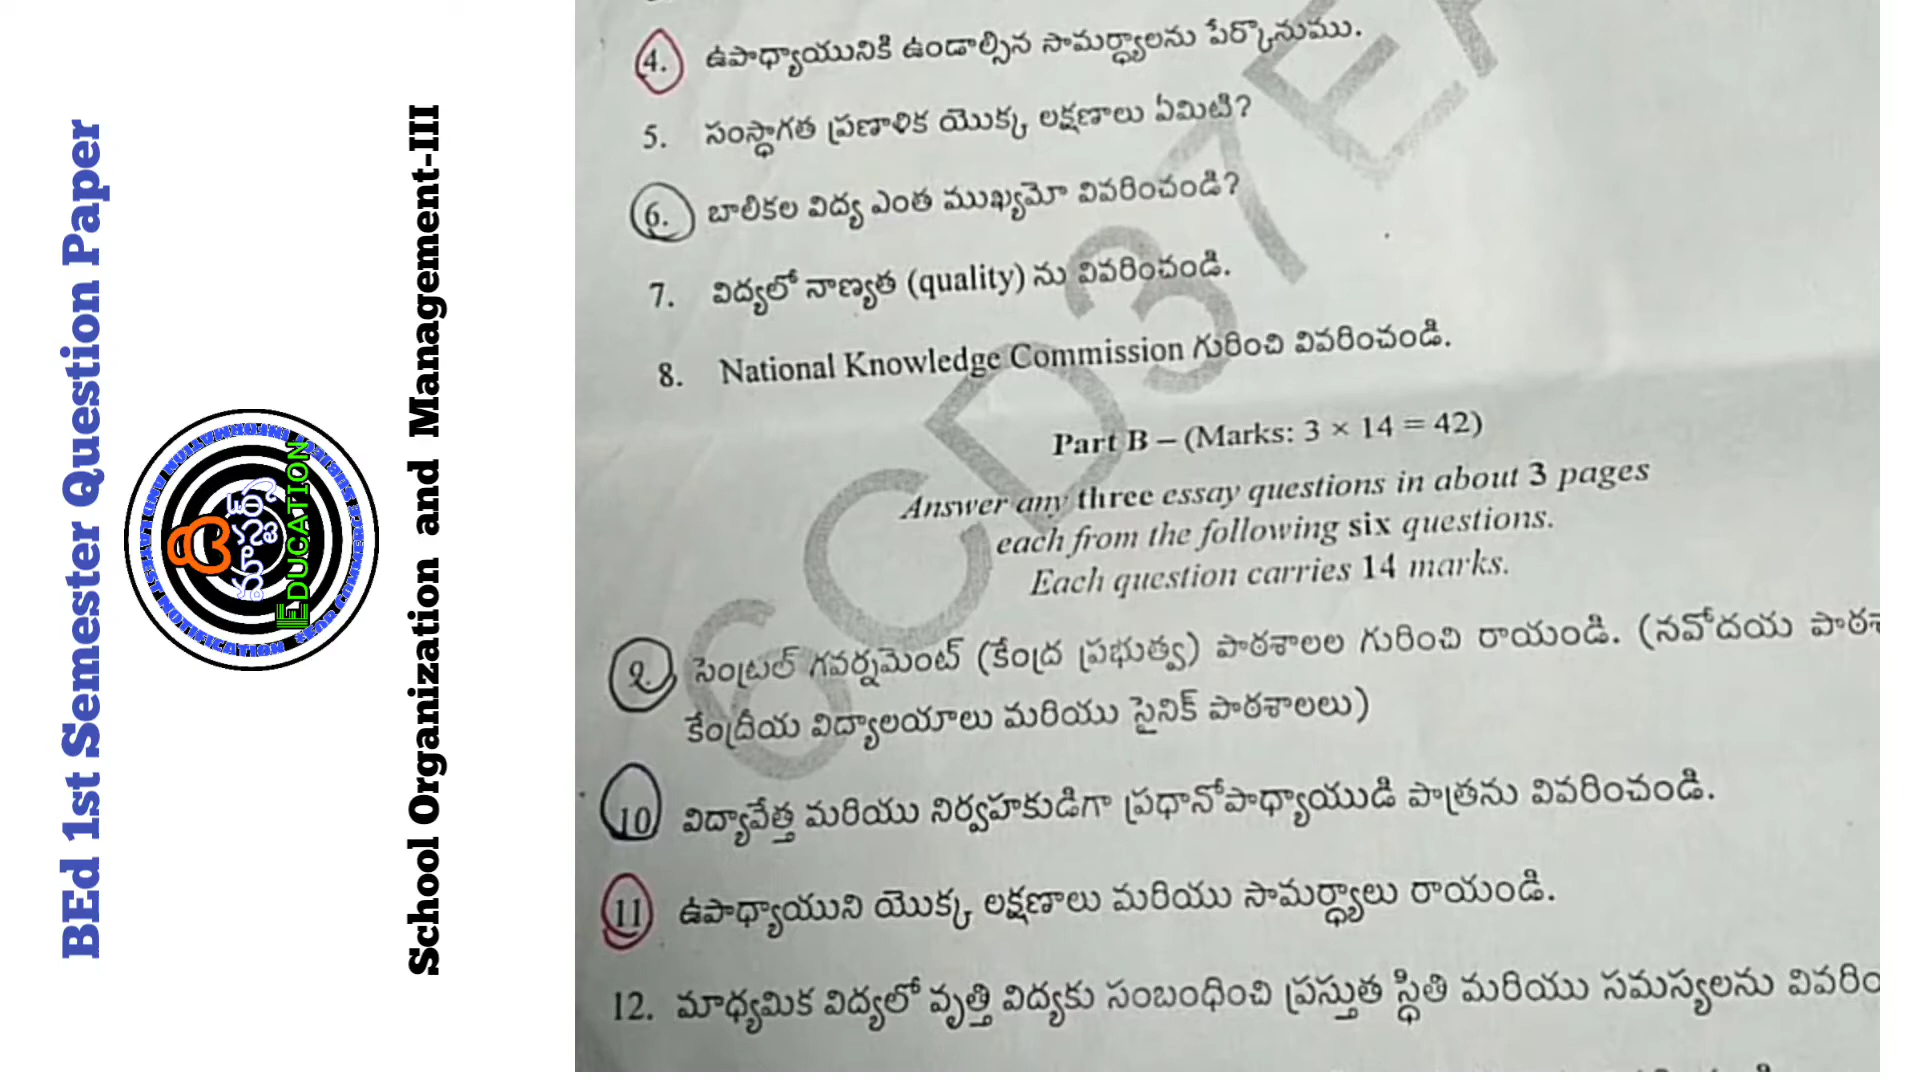 BEd 1st Semester Question Paper
School Organization and Management-III
EDUCATION
4. ఉపాధ్యాయునికి ఉండాల్సిన సామర్థ్యాలను పేర్కొనుము.
5. సంస్థాగత ప్రణాళిక యొక్క లక్షణాలు ఏమిటి?
6. బాలికల విద్య ఎంత ముఖ్యమో వివరించండి?
7. విద్యలో నాణ్యత (quality) ను వివరించండి.
8. National Knowledge Commission గురించి వివరించండి.
Part B – (Marks: 3 × 14 = 42)
Answer any three essay questions in about 3 pages
each from the following six questions.
Each question carries 14 marks.
9. సెంట్రల్ గవర్నమెంట్ (కేంద్ర ప్రభుత్వ) పాఠశాలల గురించి రాయండి. (నవోదయ
కేంద్రీయ విద్యాలయాలు మరియు సైనిక్ పాఠశాలలు)
10 విద్యావేత్త మరియు నిర్వహకుడిగా ప్రధానోపాధ్యాయుడి పాత్రను వివరించండి.
11 ఉపాధ్యాయుని యొక్క లక్షణాలు మరియు సామర్థ్యాలు రాయండి.
12. మాధ్యమిక విద్యలో వృత్తి విద్యకు సంబంధించి ప్రస్తుత స్థితి మరియు సమస్యలను
6CD37E